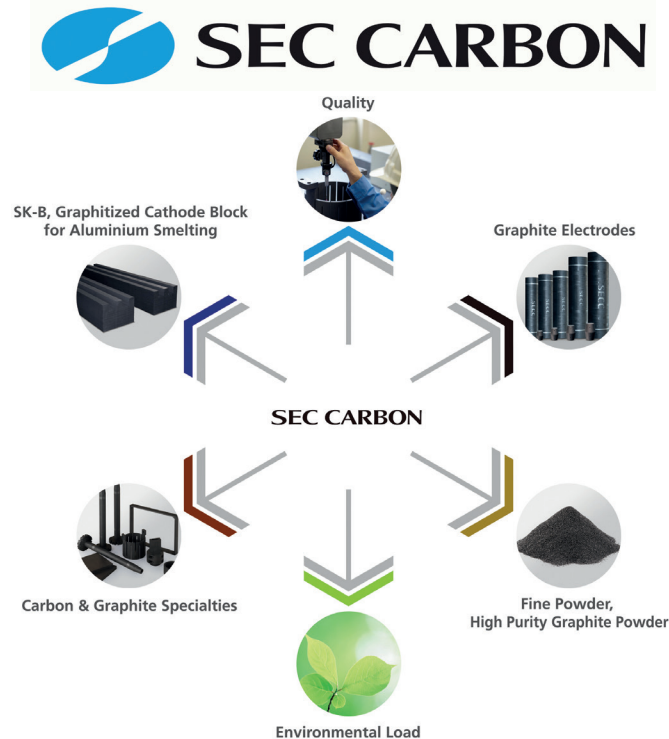 SEC CARBON
Quality
SK-B, Graphitized Cathode Block
for Aluminium Smelting
Graphite Electrodes
SEC CARBON
Carbon & Graphite Specialties
Fine Powder,
High Purity Graphite Powder
Environmental Load